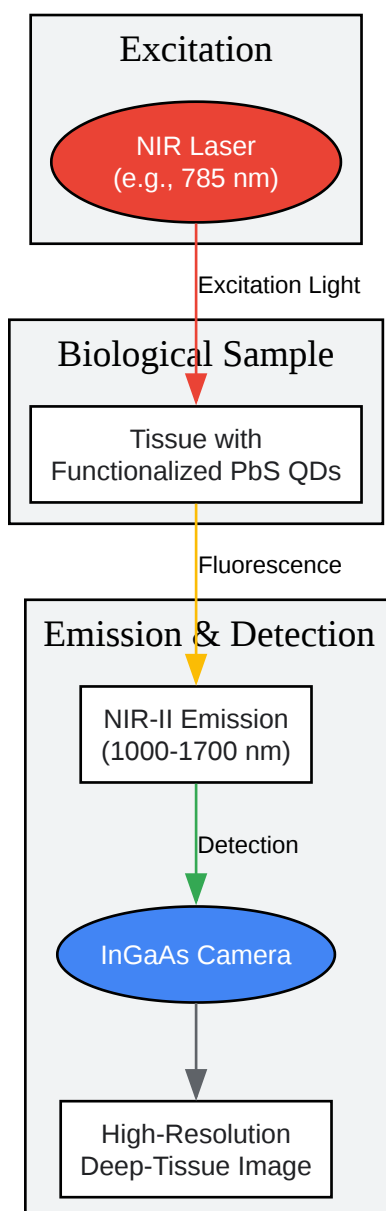 Excitation
NIR Laser
(e.g., 785 nm)
Excitation Light
Biological Sample
Tissue with
Functionalized PbS QDs
Fluorescence
Emission & Detection
NIR-II Emission
(1000-1700 nm)
Detection
InGaAs Camera
High-Resolution
Deep-Tissue Image